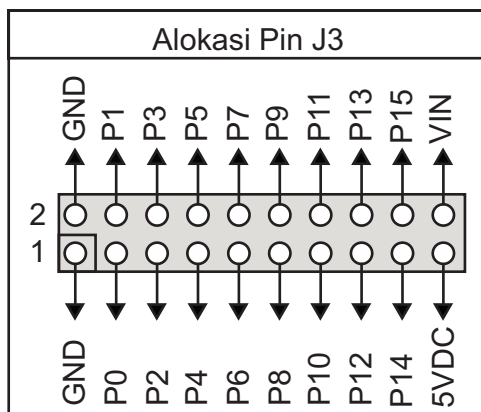 Alokasi Pin J3
GND
P1
P3
P5
P7
P9
P11
P13
P15
VIN
2
1
GND
P0
P2
P4
P6
P8
P10
P12
P14
5VDC